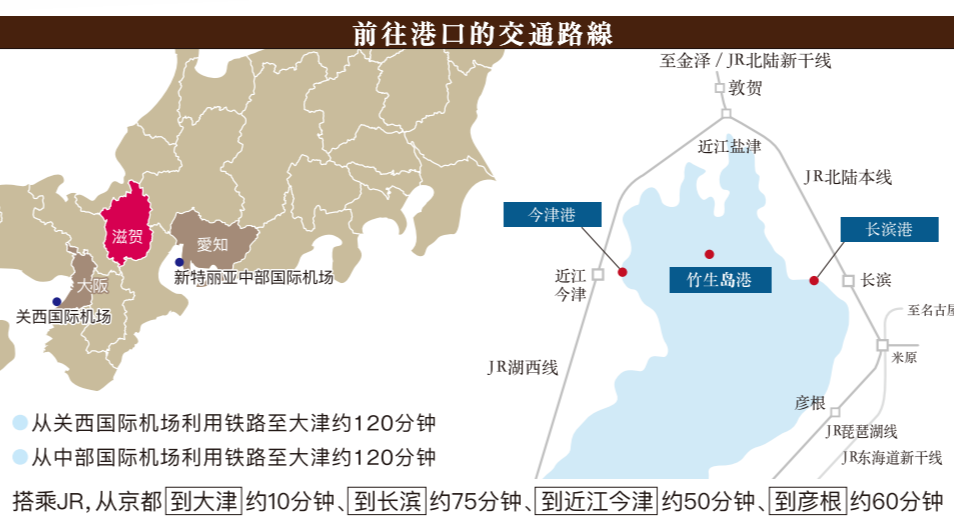 前往港口的交通路線
至金泽 / JR北陆新干线
敦贺
近江盐津
JR北陆本线
今津港
长滨港
滋贺
爱知
近江
今津
竹生岛港
长滨
新特丽亚中部国际机场
大阪
关西国际机场
至名古屋
米原
JR湖西线
彦根
JR琵琶湖线
JR东海道新干线
从关西国际机场利用铁路至大津约120分钟
从中部国际机场利用铁路至大津约120分钟
搭乘JR, 从京都 到大津 约10分钟、到长滨 约75分钟、到近江今津 约50分钟、到彦根 约60分钟